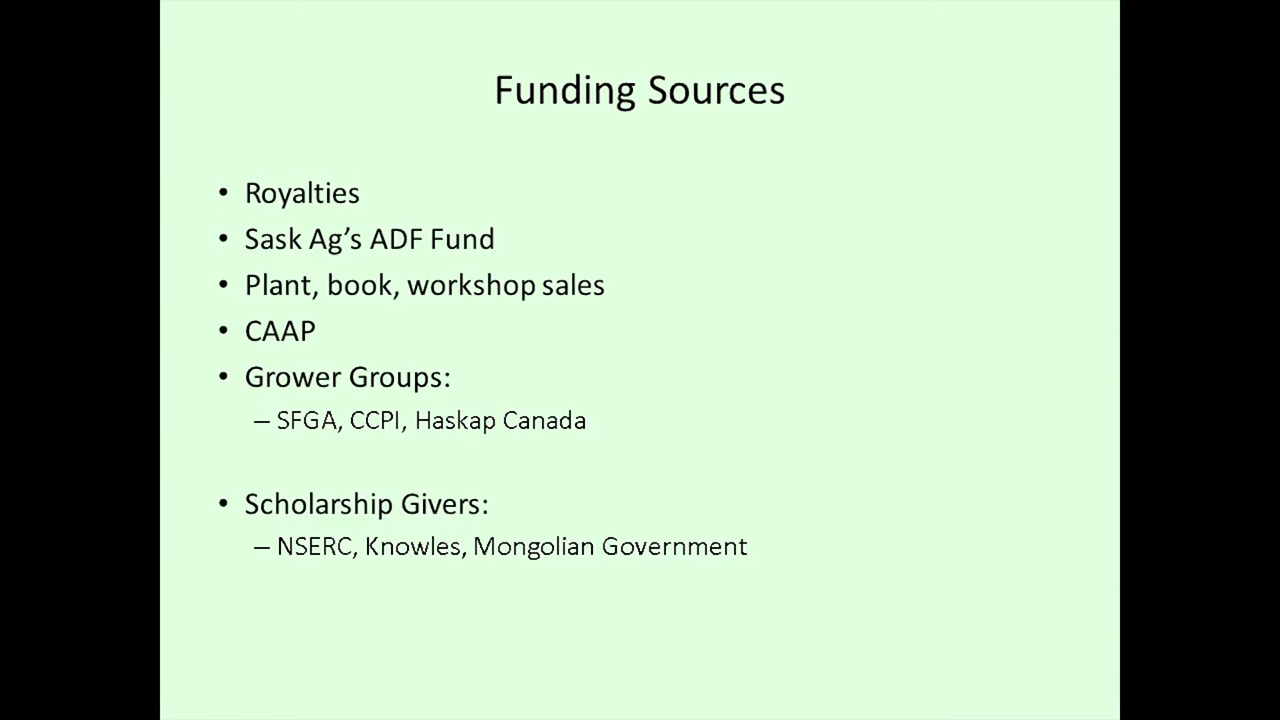 Funding Sources
• Royalties
• Sask Ag's ADF Fund
• Plant, book, workshop sales
• CAAP
• Grower Groups:
– SFGA, CCPI, Haskap Canada
• Scholarship Givers:
– NSERC, Knowles, Mongolian Government